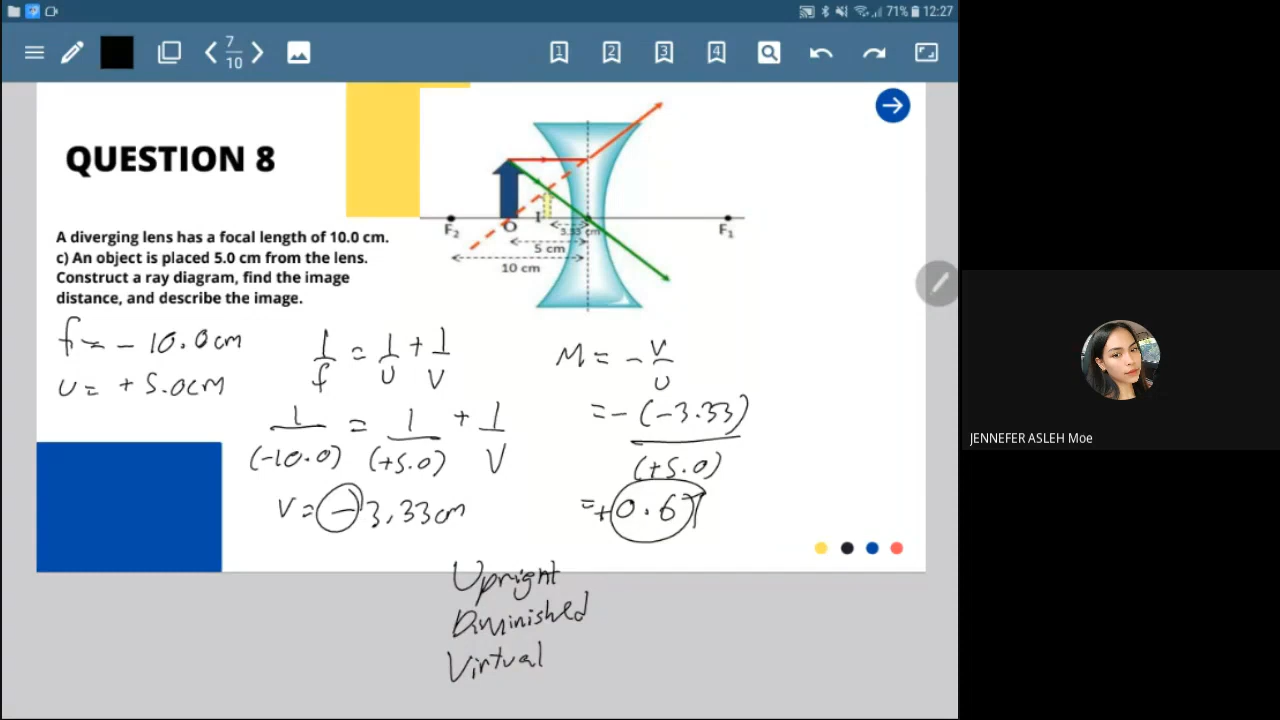 71% 12:27
7
10
1 2 3 4
QUESTION 8
A diverging lens has a focal length of 10.0 cm.
c) An object is placed 5.0 cm from the lens.
Construct a ray diagram, find the image
distance, and describe the image.
F₂ O I F₁
3.33 cm
5 cm
10 cm
f = - 10.0cm
u = + 5.0cm
1/f = 1/u + 1/v
1/(-10.0) = 1/(+5.0) + 1/v
v = - 3.33cm
M = - v/u
= - (-3.33)/(+5.0)
= + 0.67
Upright
Diminished
Virtual
JENNEFER ASLEH Moe